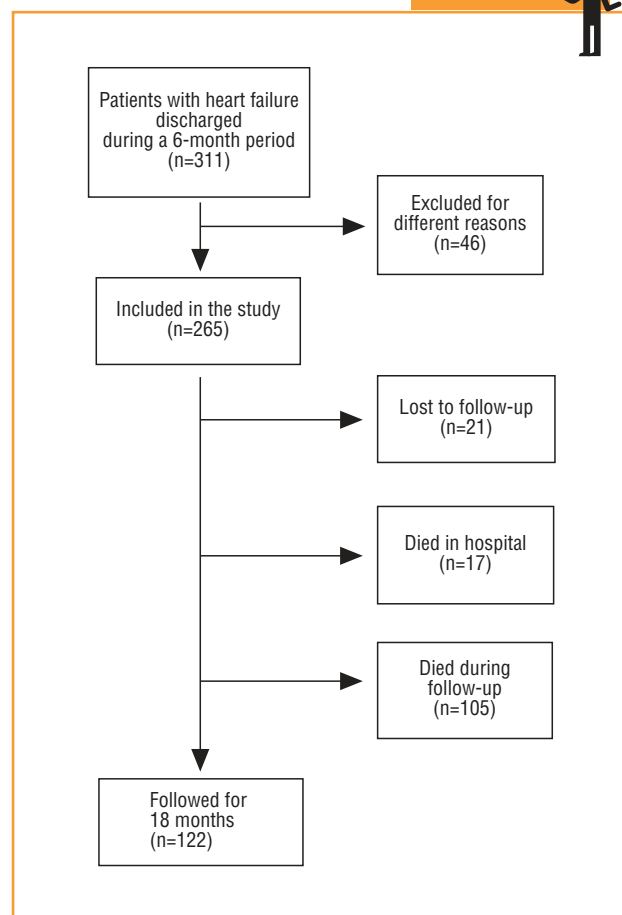 Patients with heart failure
discharged
during a 6-month period
(n=311)
Excluded for
different reasons
(n=46)
Included in the study
(n=265)
Lost to follow-up
(n=21)
Died in hospital
(n=17)
Died during
follow-up
(n=105)
Followed for
18 months
(n=122)